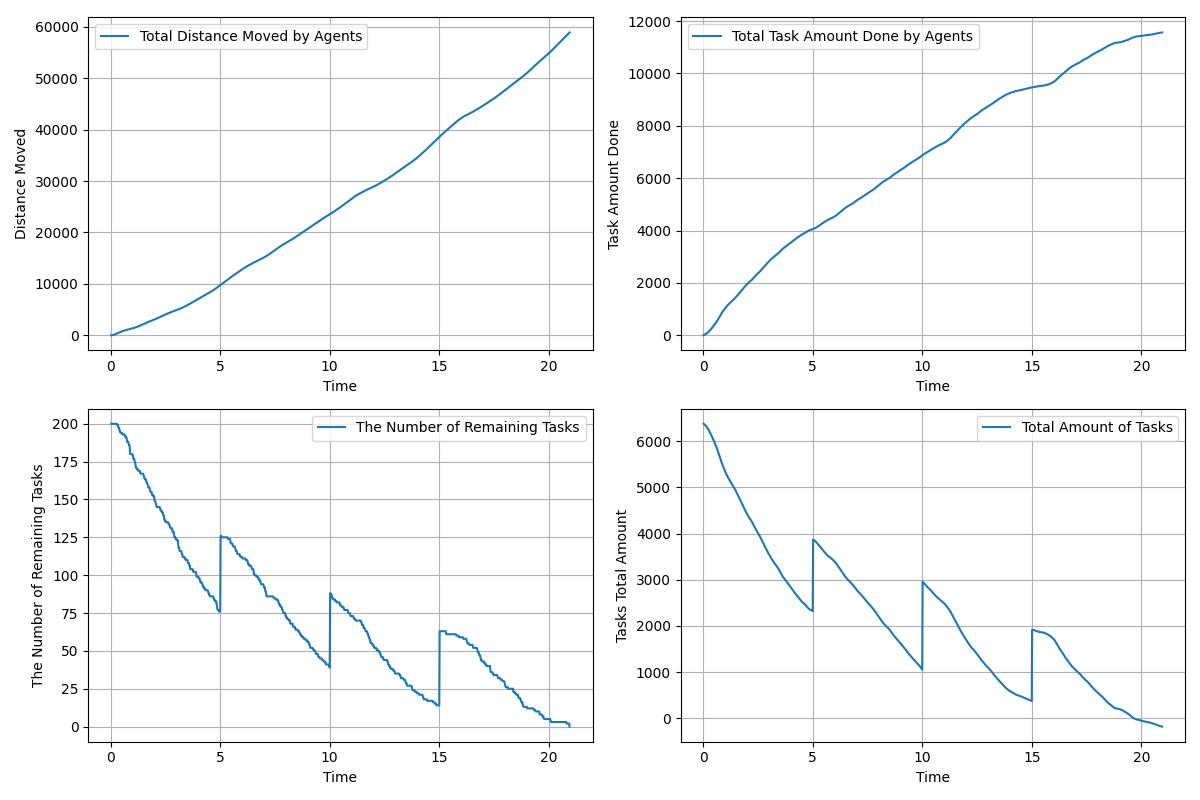 Total Distance Moved by Agents
Distance Moved
60000
50000
40000
30000
20000
10000
0
0 5 10 15 20
Time
Total Task Amount Done by Agents
Task Amount Done
12000
10000
8000
6000
4000
2000
0
0 5 10 15 20
Time
The Number of Remaining Tasks
The Number of Remaining Tasks
200
175
150
125
100
75
50
25
0
0 5 10 15 20
Time
Total Amount of Tasks
Tasks Total Amount
6000
5000
4000
3000
2000
1000
0
0 5 10 15 20
Time